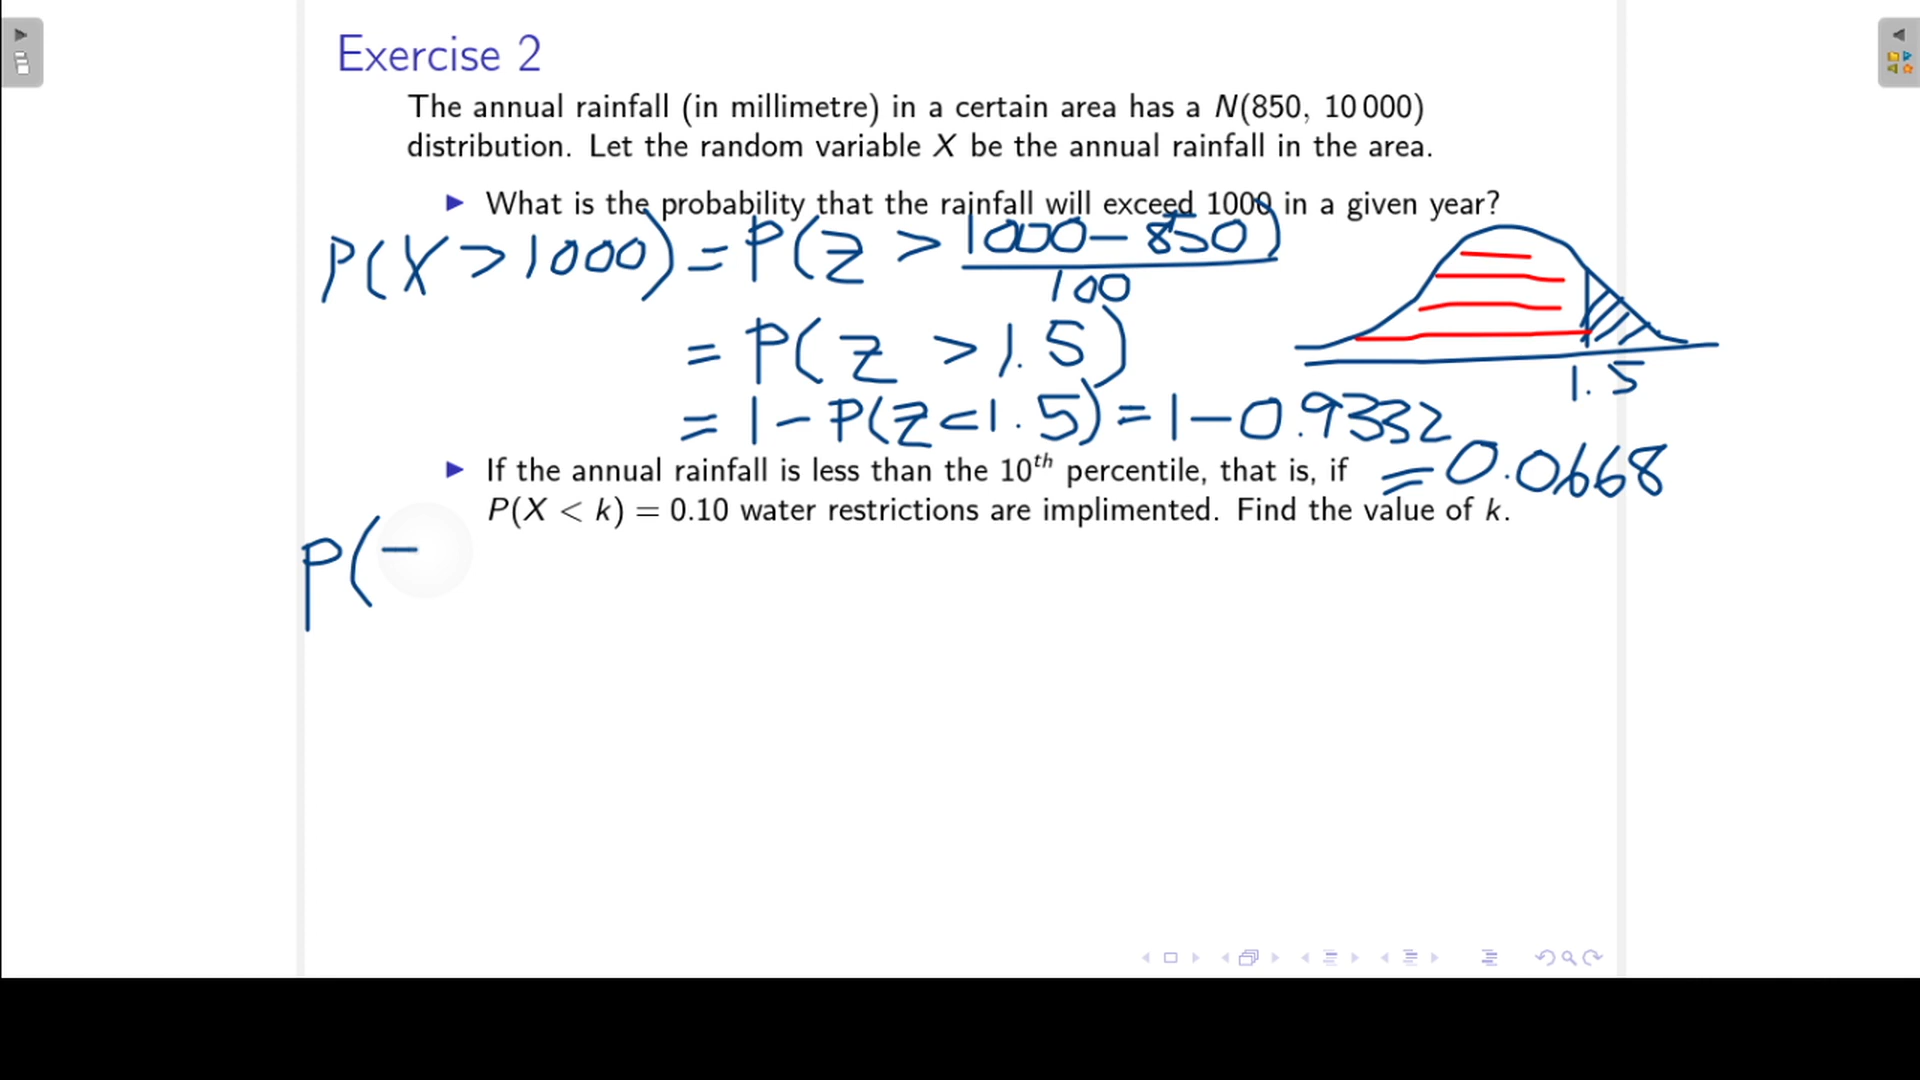 Exercise 2
The annual rainfall (in millimetre) in a certain area has a N(850, 10 000)
distribution. Let the random variable X be the annual rainfall in the area.
► What is the probability that the rainfall will exceed 1000 in a given year?
P(X > 1000) = P(Z > (1000 - 850)/100)
= P(Z > 1.5)
1.5
= 1 - P(Z < 1.5) = 1 - 0.9332
► If the annual rainfall is less than the 10th percentile, that is, if
= 0.0668
P(X < k) = 0.10 water restrictions are implimented. Find the value of k.
P(-